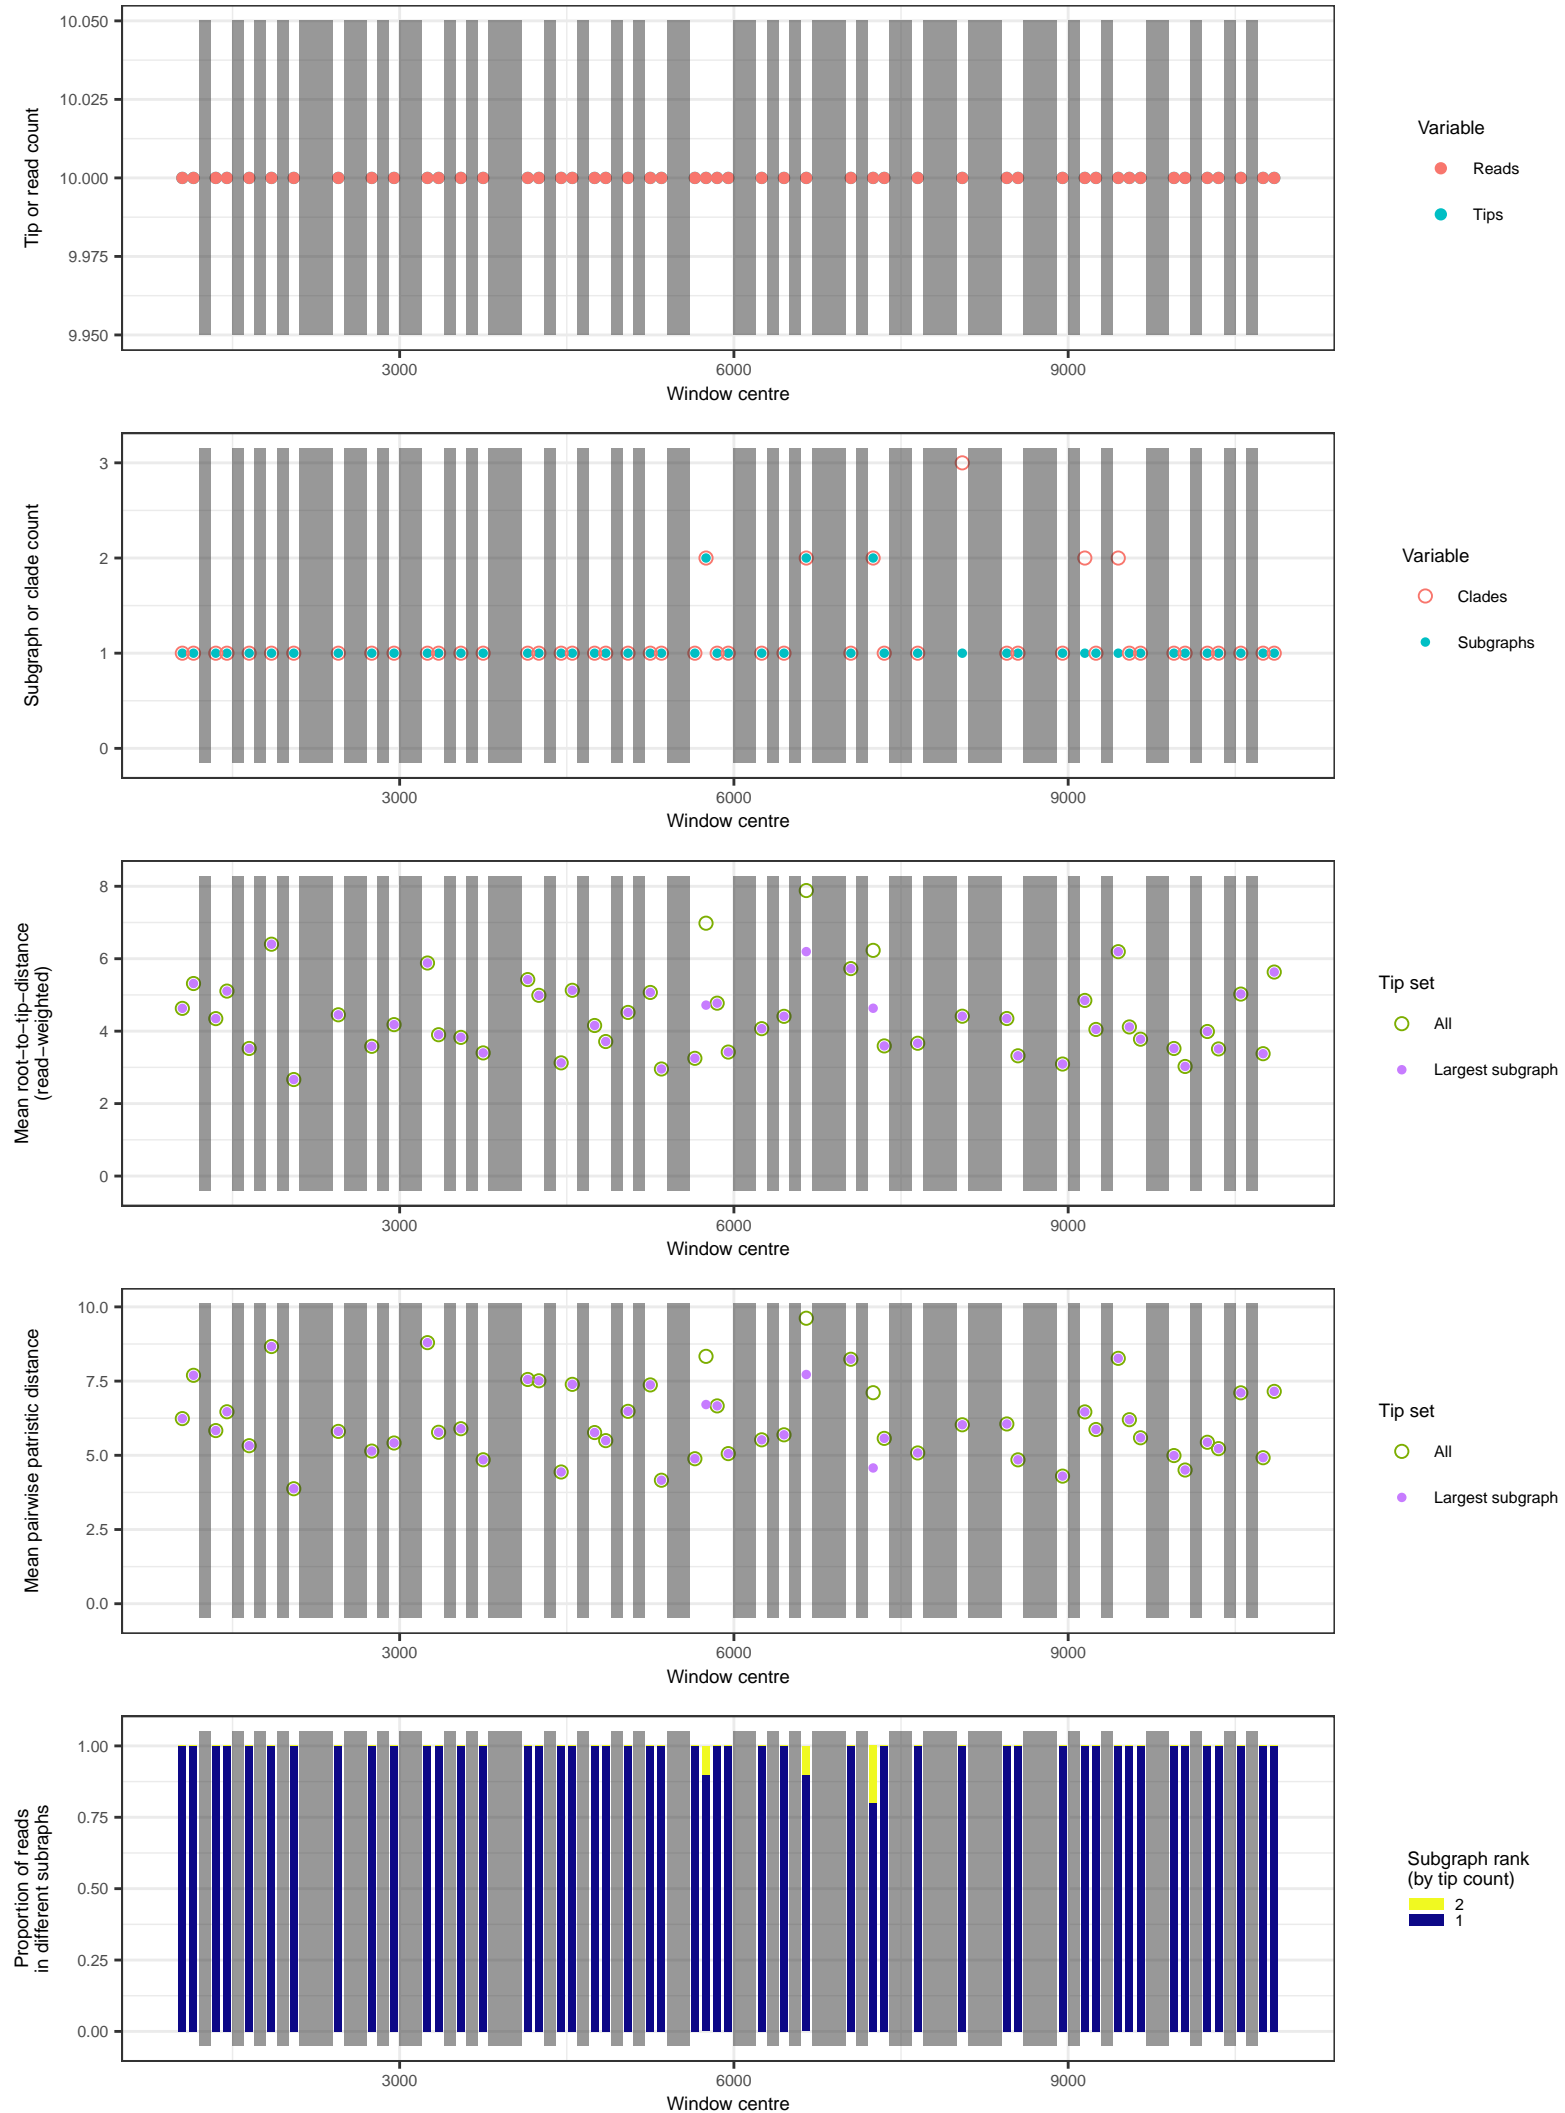 10.050
10.025
10.000
9.975
9.950
Tip or read count
3000
6000
9000
Window centre
Variable
Reads
Tips
3
2
1
0
Subgraph or clade count
3000
6000
9000
Window centre
Variable
Clades
Subgraphs
8
6
4
2
0
Mean root−to−tip−distance
(read−weighted)
3000
6000
9000
Window centre
Tip set
All
Largest subgraph
10.0
7.5
5.0
2.5
0.0
Mean pairwise patristic distance
3000
6000
9000
Window centre
Tip set
All
Largest subgraph
1.00
0.75
0.50
0.25
0.00
Proportion of reads
in different subraphs
3000
6000
9000
Window centre
Subgraph rank
(by tip count)
2
1